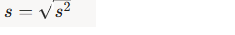 s = √s²